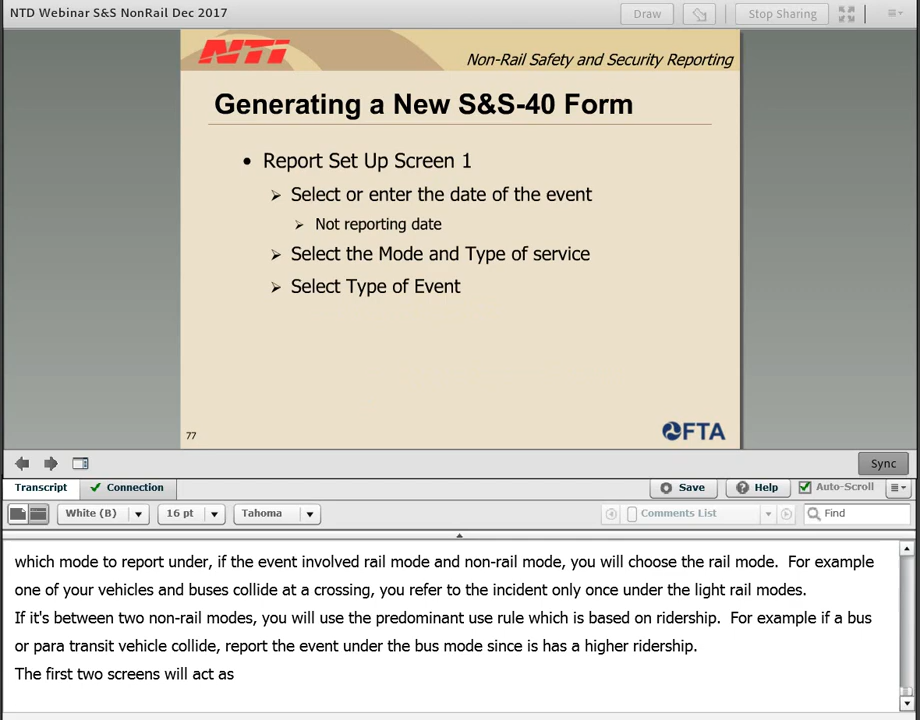 NTD Webinar S&S NonRail Dec 2017
Draw
Stop Sharing
NTI
Non-Rail Safety and Security Reporting
Generating a New S&S-40 Form
• Report Set Up Screen 1
➢ Select or enter the date of the event
➢ Not reporting date
➢ Select the Mode and Type of service
➢ Select Type of Event
77
FTA
Sync
Transcript
Connection
Save
Help
Auto-Scroll
White (B)
16 pt
Tahoma
Comments List
Find
which mode to report under, if the event involved rail mode and non-rail mode, you will choose the rail mode.  For example
one of your vehicles and buses collide at a crossing, you refer to the incident only once under the light rail modes.
If it's between two non-rail modes, you will use the predominant use rule which is based on ridership.  For example if a bus
or para transit vehicle collide, report the event under the bus mode since is has a higher ridership.
The first two screens will act as